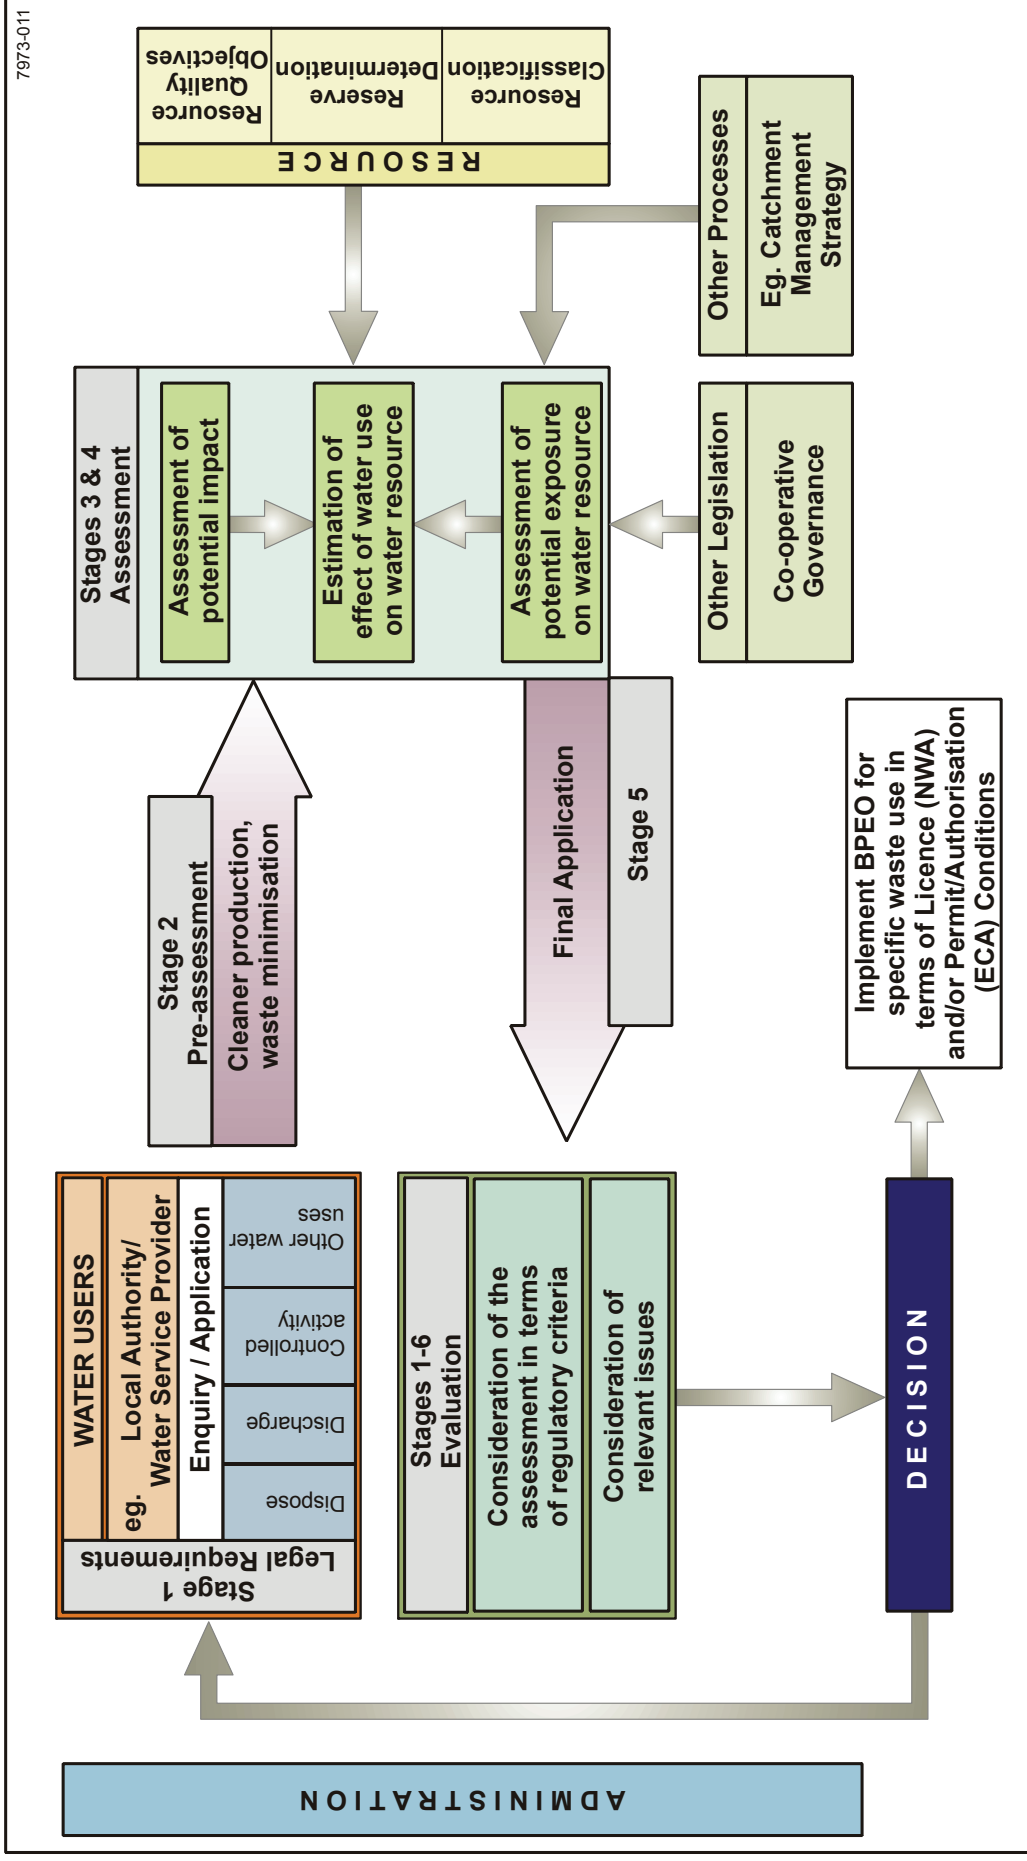 7973-011
ADMINISTRATION
WATER USERS
eg.
Local Authority/
Water Service Provider
Enquiry / Application
Stage 1
Legal Requirements
Dispose
Discharge
Controlled
activity
Other water
uses
Stage 2
Pre-assessment
Cleaner production,
waste minimisation
Stages 3 & 4
Assessment
Assessment of
potential impact
Estimation of
effect of water use
on water resource
Assessment of
potential exposure
on water resource
RESOURCE
Resource
Quality
Objectives
Reserve
Determination
Resource
Classification
Stages 1-6
Evaluation
Consideration of the
assessment in terms
of regulatory criteria
Consideration of
relevant issues
Final Application
Stage 5
Other Legislation
Co-operative
Governance
Other Processes
Eg. Catchment
Management
Strategy
DECISION
Implement BPEO for
specific waste use in
terms of Licence (NWA)
and/or Permit/Authorisation
(ECA) Conditions